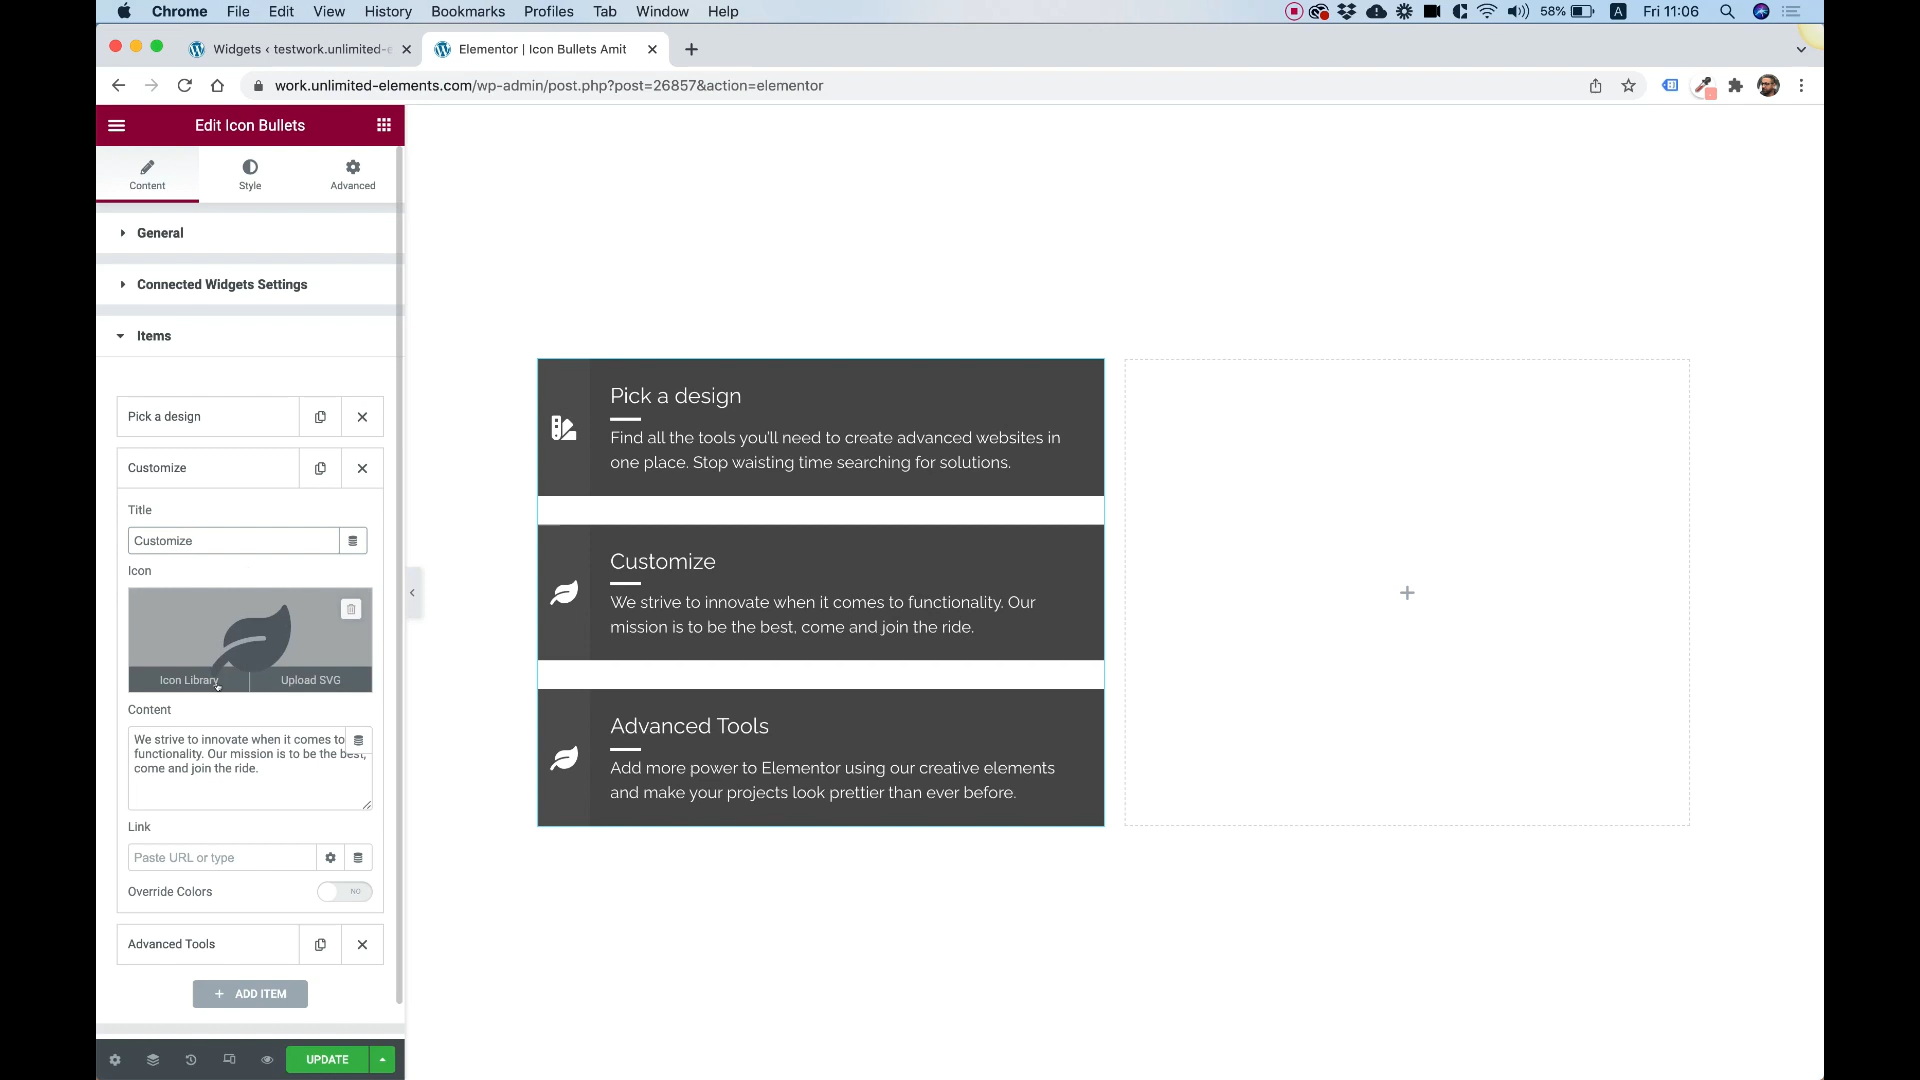 Chrome File Edit View History Bookmarks Profiles Tab Window Help 58% A Fri 11:06
Widgets ‹ testwork.unlimited-e
Elementor | Icon Bullets Amit
work.unlimited-elements.com/wp-admin/post.php?post=26857&action=elementor
Edit Icon Bullets
Content Style Advanced
General
Connected Widgets Settings
Items
Pick a design
Customize
Title
Customize
Icon
Icon Library Upload SVG
Content
We strive to innovate when it comes to
functionality. Our mission is to be the best,
come and join the ride.
Link
Paste URL or type
Override Colors NO
Advanced Tools
ADD ITEM
UPDATE
Pick a design
Find all the tools you'll need to create advanced websites in
one place. Stop waisting time searching for solutions.
Customize
We strive to innovate when it comes to functionality. Our
mission is to be the best, come and join the ride.
Advanced Tools
Add more power to Elementor using our creative elements
and make your projects look prettier than ever before.